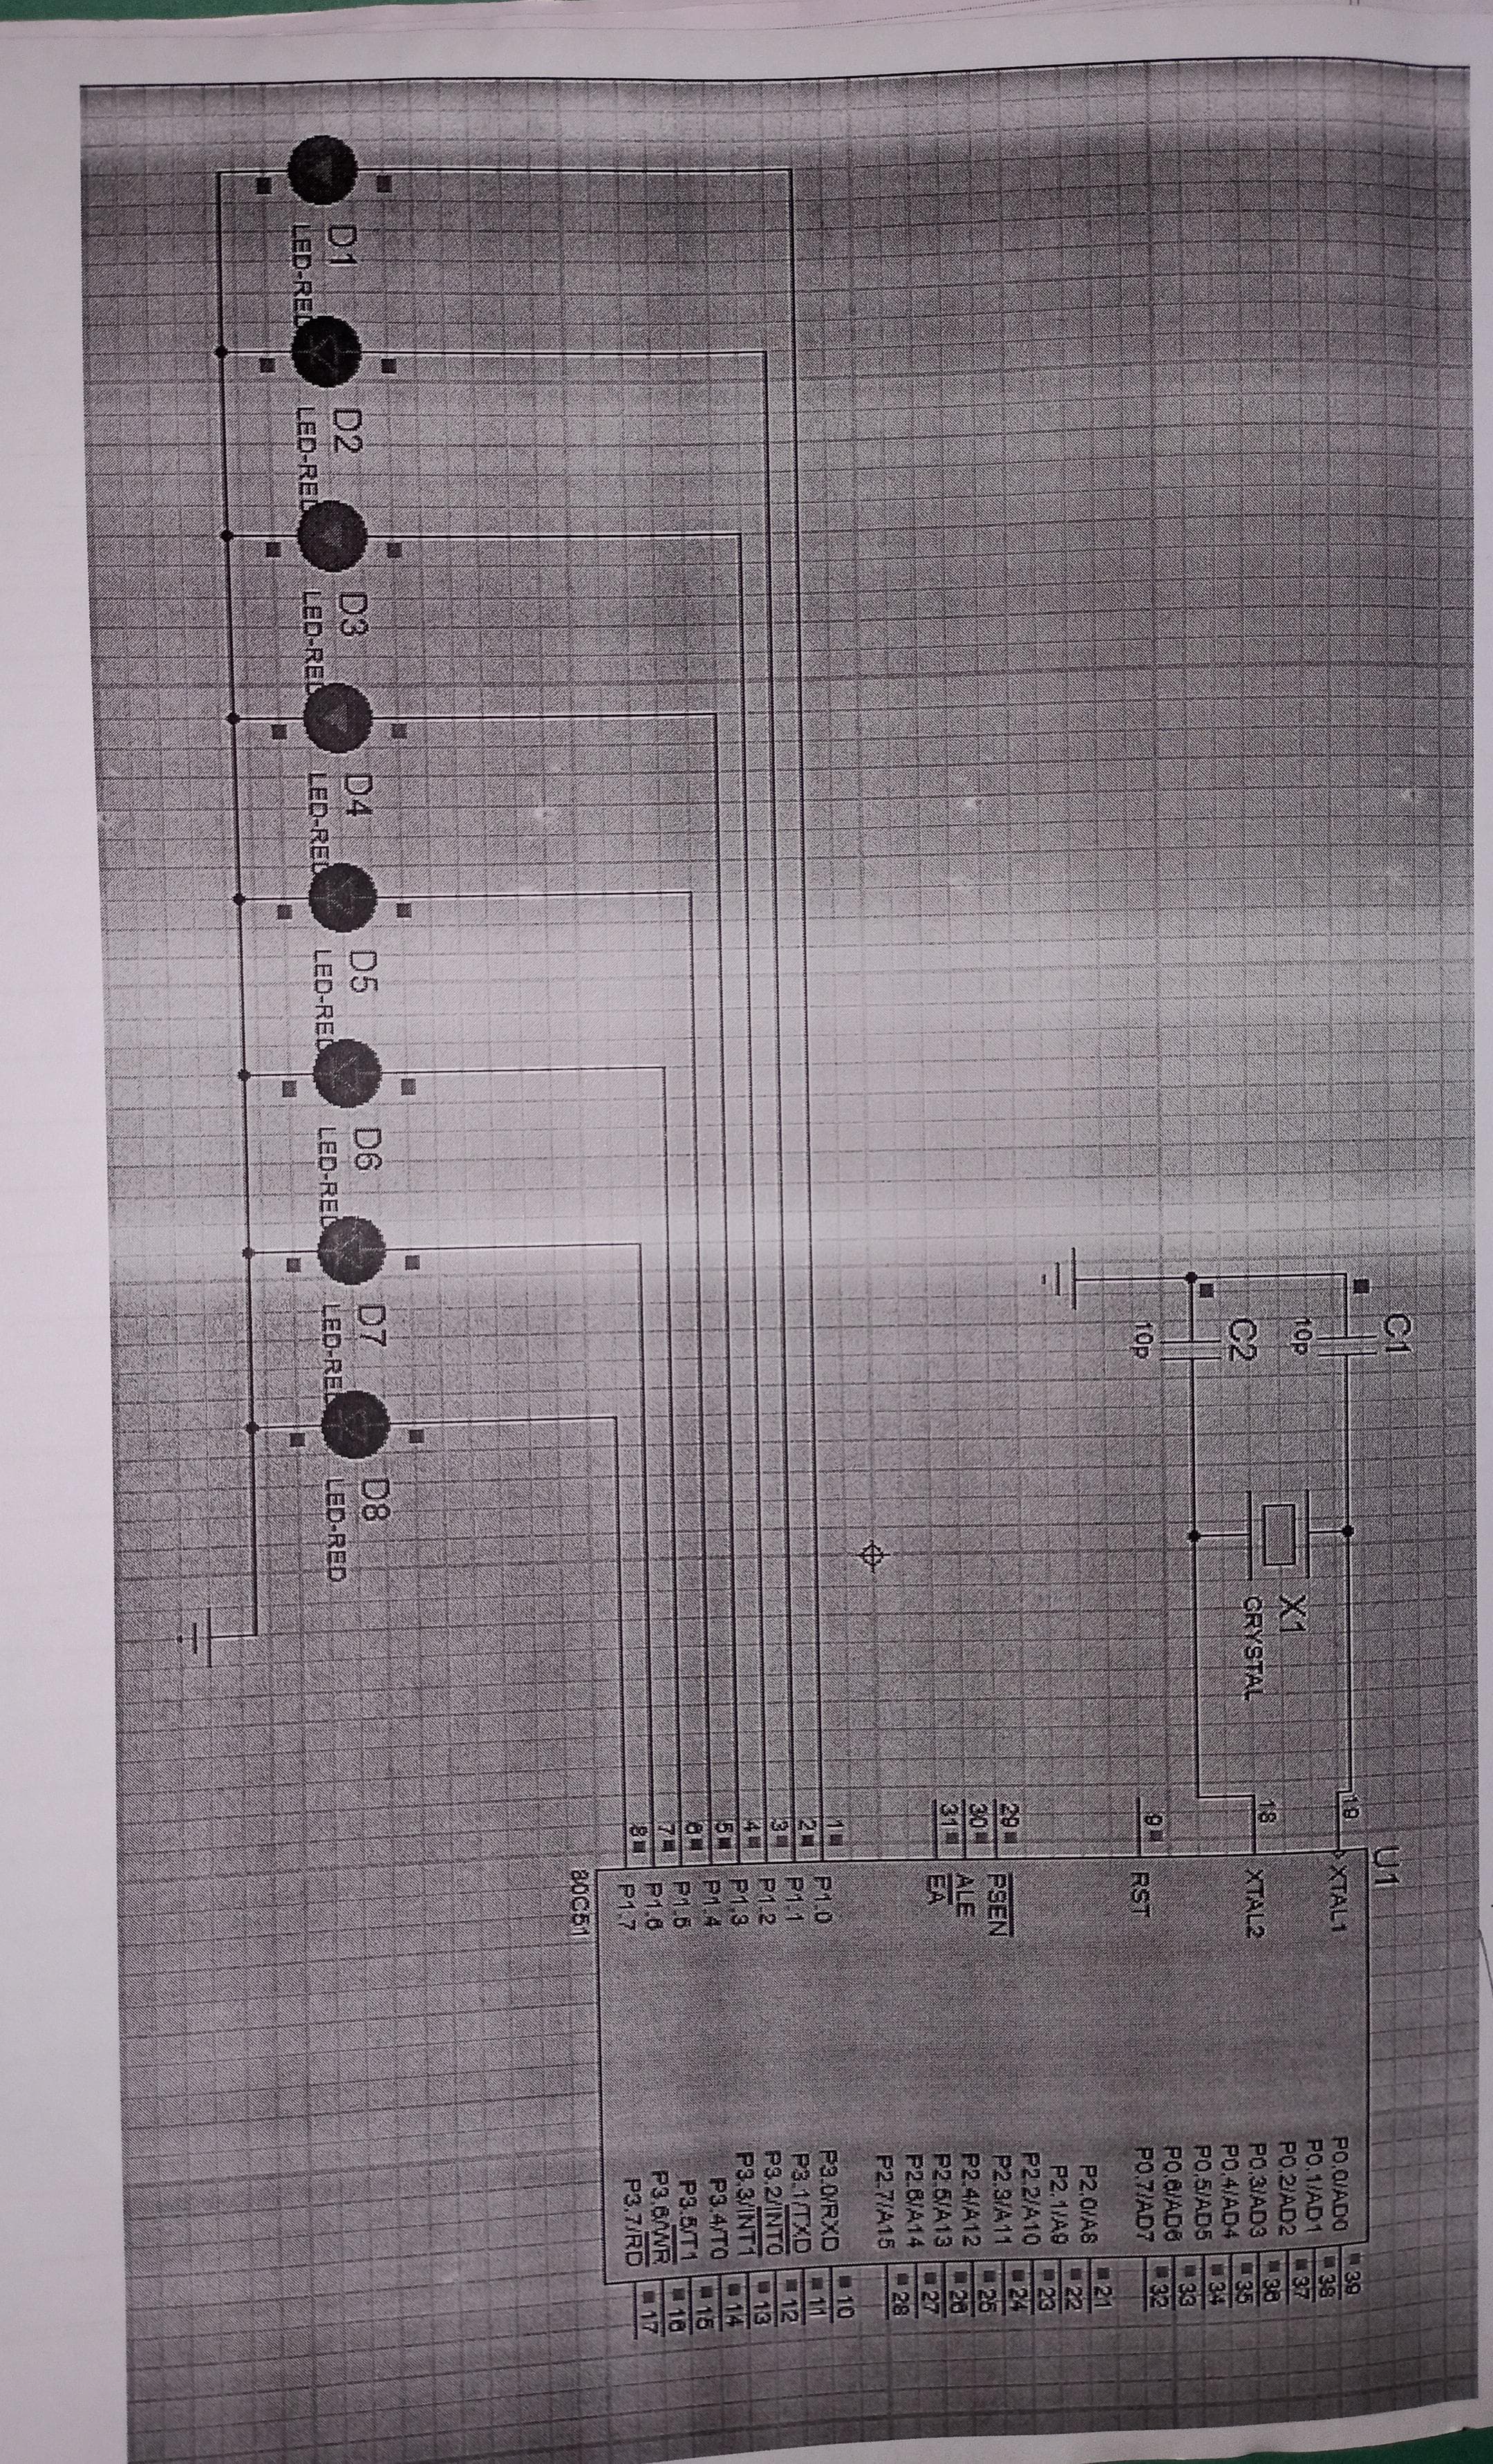 C1
10p
C2
10p
X1
CRYSTAL
U1
19
XTAL1
18
XTAL2
9
RST
29
PSEN
30
ALE
31
EA
1
P1.0
2
P1.1
3
P1.2
4
P1.3
5
P1.4
6
P1.5
7
P1.6
8
P1.7
80C51
P0.0/AD0
39
P0.1/AD1
38
P0.2/AD2
37
P0.3/AD3
36
P0.4/AD4
35
P0.5/AD5
34
P0.6/AD6
33
P0.7/AD7
32
P2.0/A8
21
P2.1/A9
22
P2.2/A10
23
P2.3/A11
24
P2.4/A12
25
P2.5/A13
26
P2.6/A14
27
P2.7/A15
28
P3.0/RXD
10
P3.1/TXD
11
P3.2/INT0
12
P3.3/INT1
13
P3.4/T0
14
P3.5/T1
15
P3.6/WR
16
P3.7/RD
17
D1
LED-RED
D2
LED-RED
D3
LED-RED
D4
LED-RED
D5
LED-RED
D6
LED-RED
D7
LED-RED
D8
LED-RED